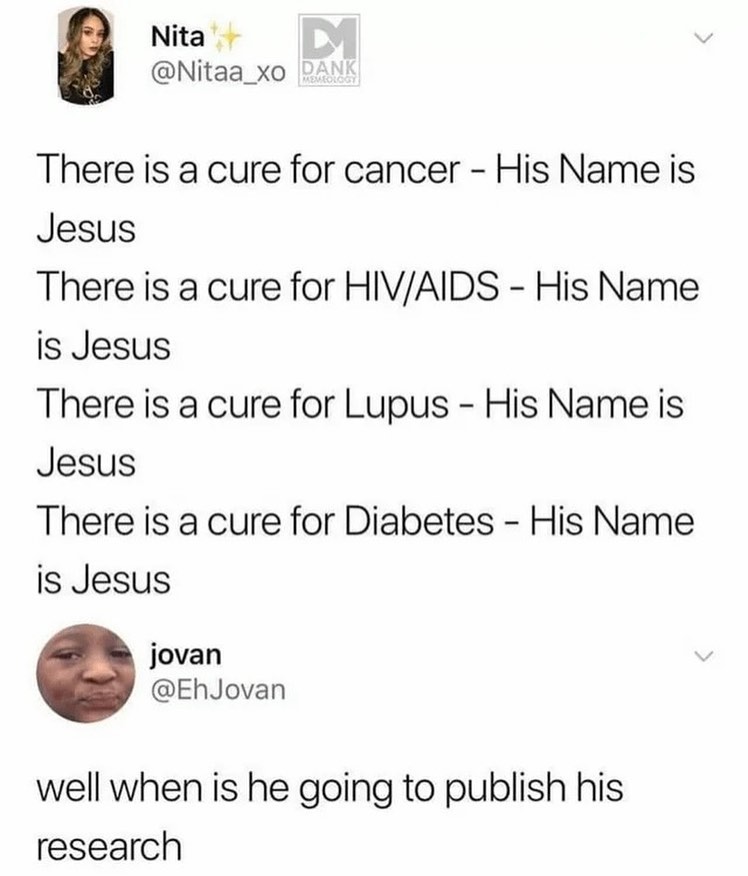 Nita✨
@Nitaa_xo
DM
DANK
MEMEOLOGY
There is a cure for cancer - His Name is
Jesus
There is a cure for HIV/AIDS - His Name
is Jesus
There is a cure for Lupus - His Name is
Jesus
There is a cure for Diabetes - His Name
is Jesus
jovan
@EhJovan
well when is he going to publish his
research